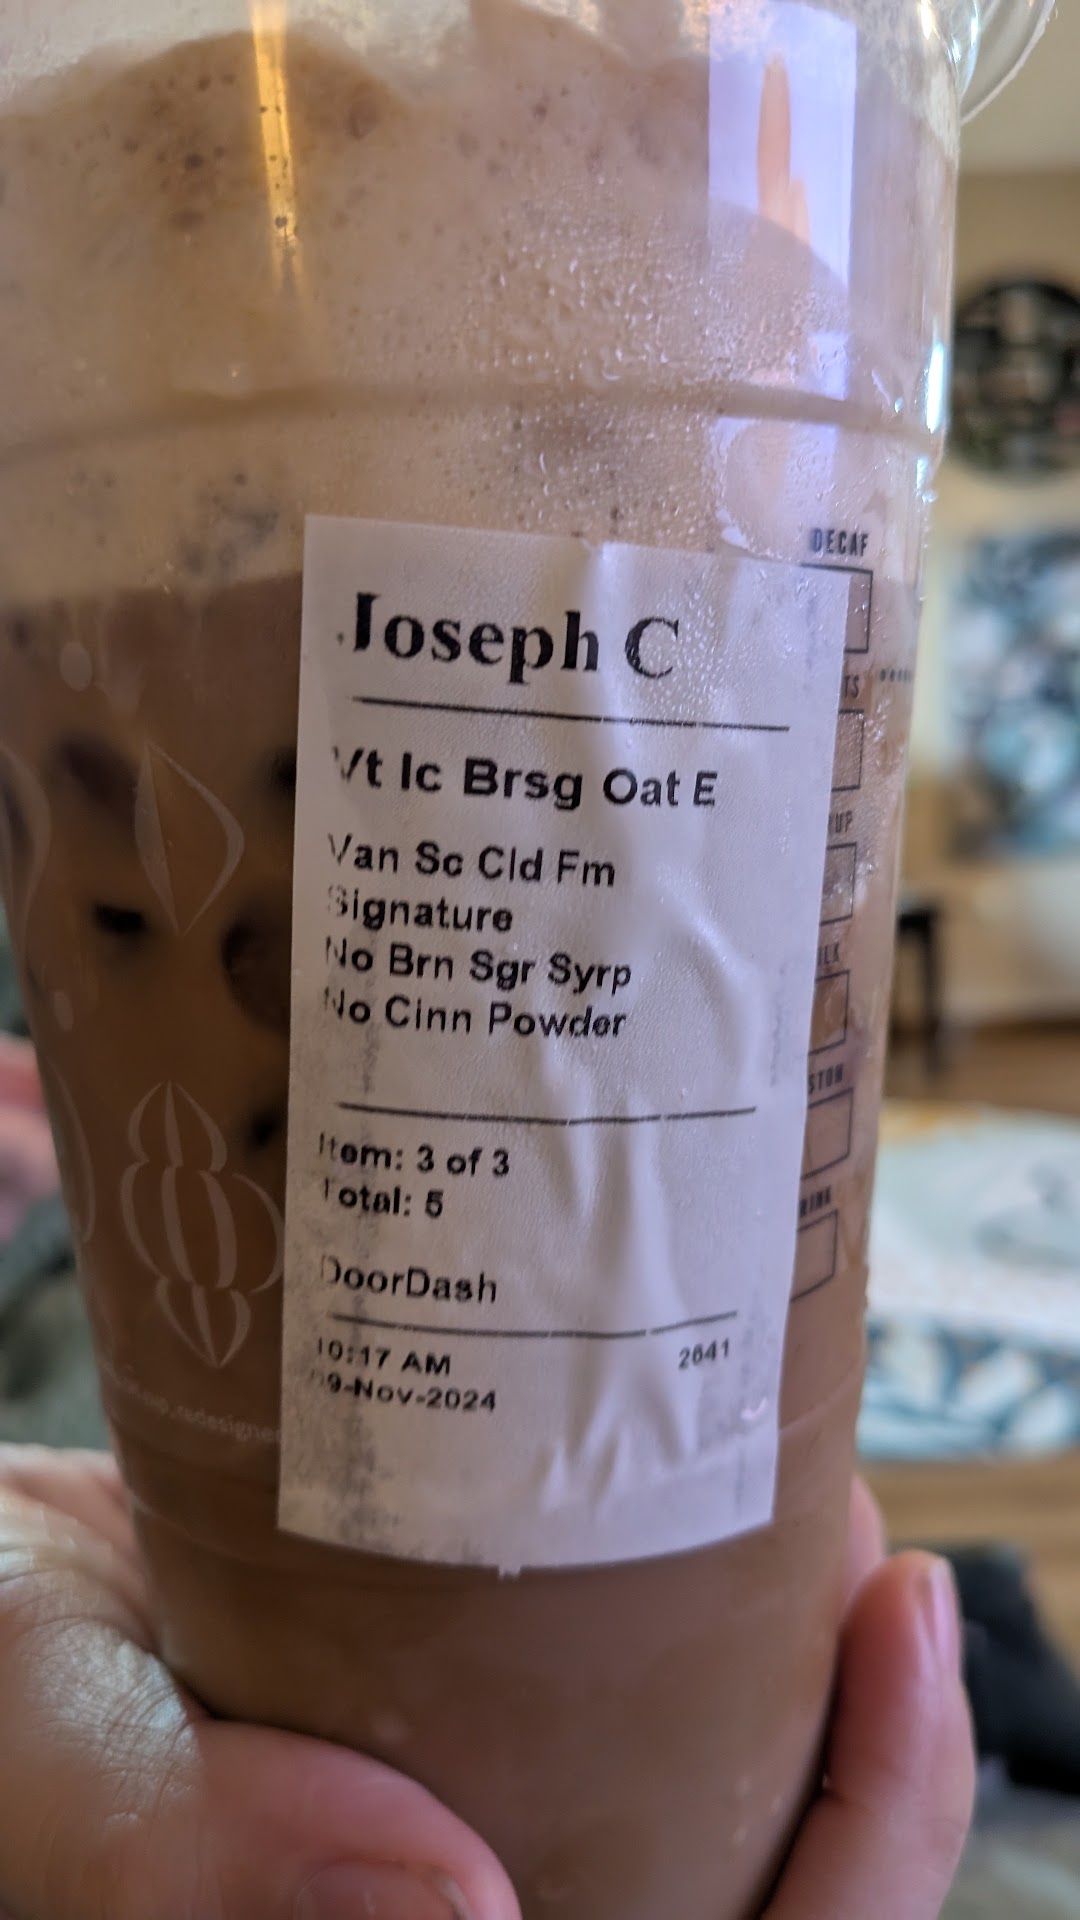 Joseph C
Vt Ic Brsg Oat E
Van Sc Cld Fm
Signature
No Brn Sgr Syrp
No Cinn Powder
Item: 3 of 3
Total: 5
DoorDash
10:17 AM 2641
09-Nov-2024
DECAF